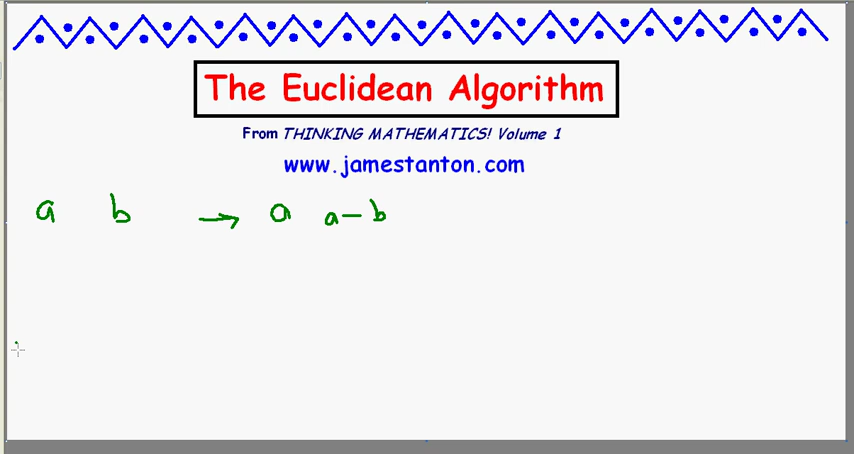 The Euclidean Algorithm
From THINKING MATHEMATICS! Volume 1
www.jamestanton.com
a b → a a-b